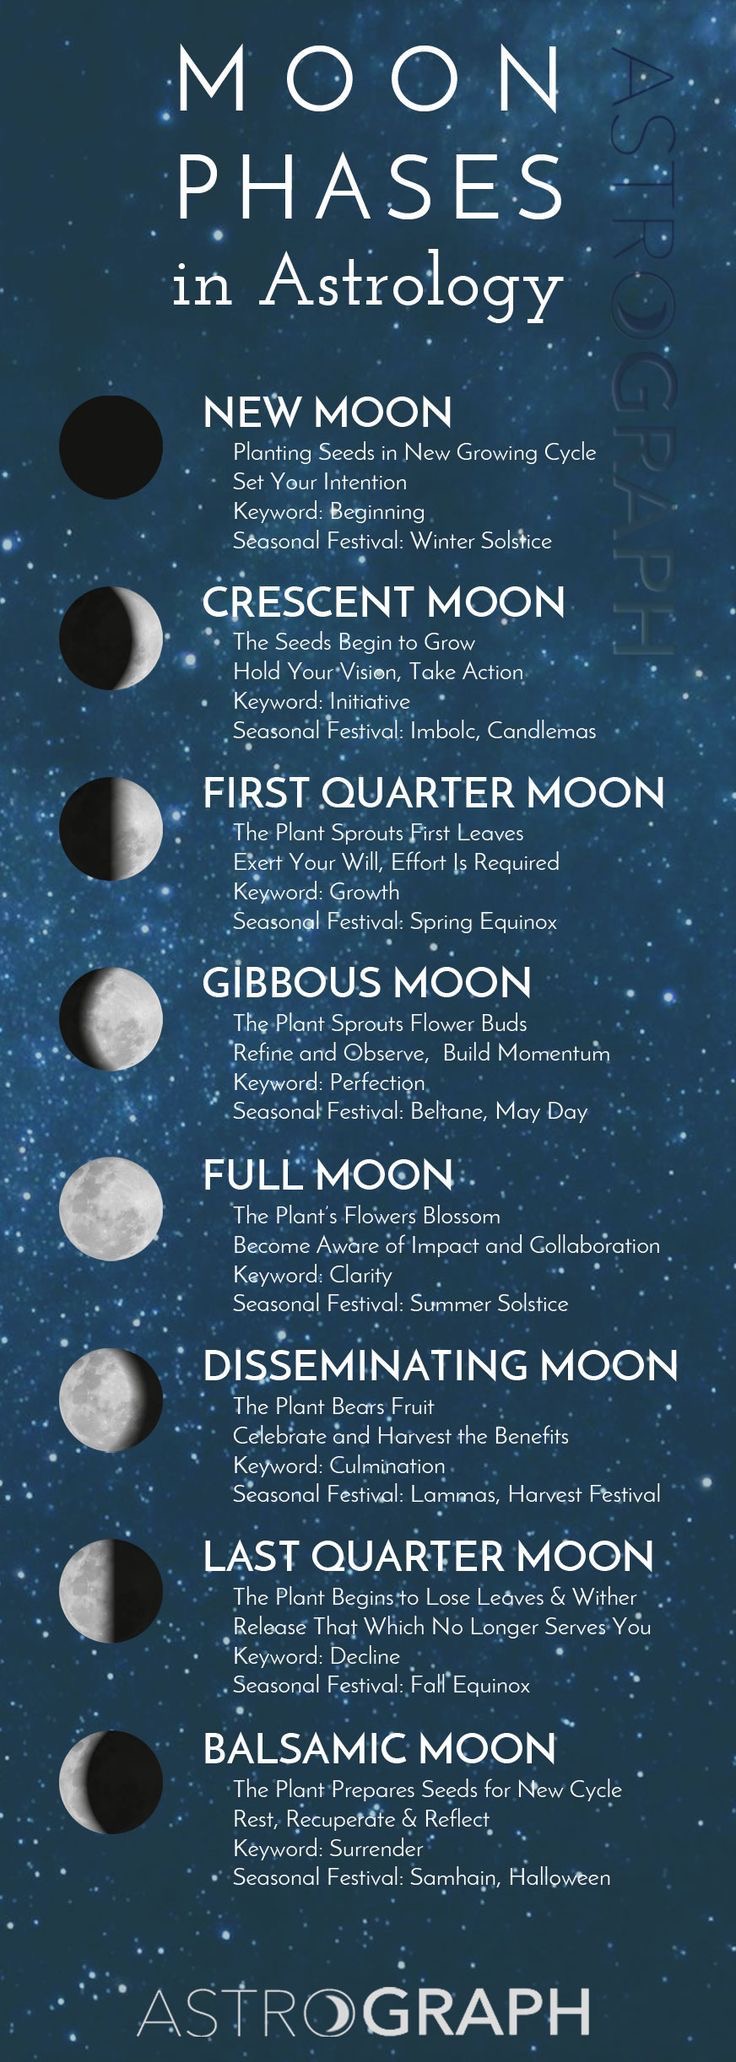 MOON
PHASES
in Astrology
ASTROGRAPH
NEW MOON
Planting Seeds in New Growing Cycle
Set Your Intention
Keyword: Beginning
Seasonal Festival: Winter Solstice
CRESCENT MOON
The Seeds Begin to Grow
Hold Your Vision, Take Action
Keyword: Initiative
Seasonal Festival: Imbolc, Candlemas
FIRST QUARTER MOON
The Plant Sprouts First Leaves
Exert Your Will, Effort Is Required
Keyword: Growth
Seasonal Festival: Spring Equinox
GIBBOUS MOON
The Plant Sprouts Flower Buds
Refine and Observe, Build Momentum
Keyword: Perfection
Seasonal Festival: Beltane, May Day
FULL MOON
The Plant's Flowers Blossom
Become Aware of Impact and Collaboration
Keyword: Clarity
Seasonal Festival: Summer Solstice
DISSEMINATING MOON
The Plant Bears Fruit
Celebrate and Harvest the Benefits
Keyword: Culmination
Seasonal Festival: Lammas, Harvest Festival
LAST QUARTER MOON
The Plant Begins to Lose Leaves & Wither
Release That Which No Longer Serves You
Keyword: Decline
Seasonal Festival: Fall Equinox
BALSAMIC MOON
The Plant Prepares Seeds for New Cycle
Rest, Recuperate & Reflect
Keyword: Surrender
Seasonal Festival: Samhain, Halloween
ASTROGRAPH